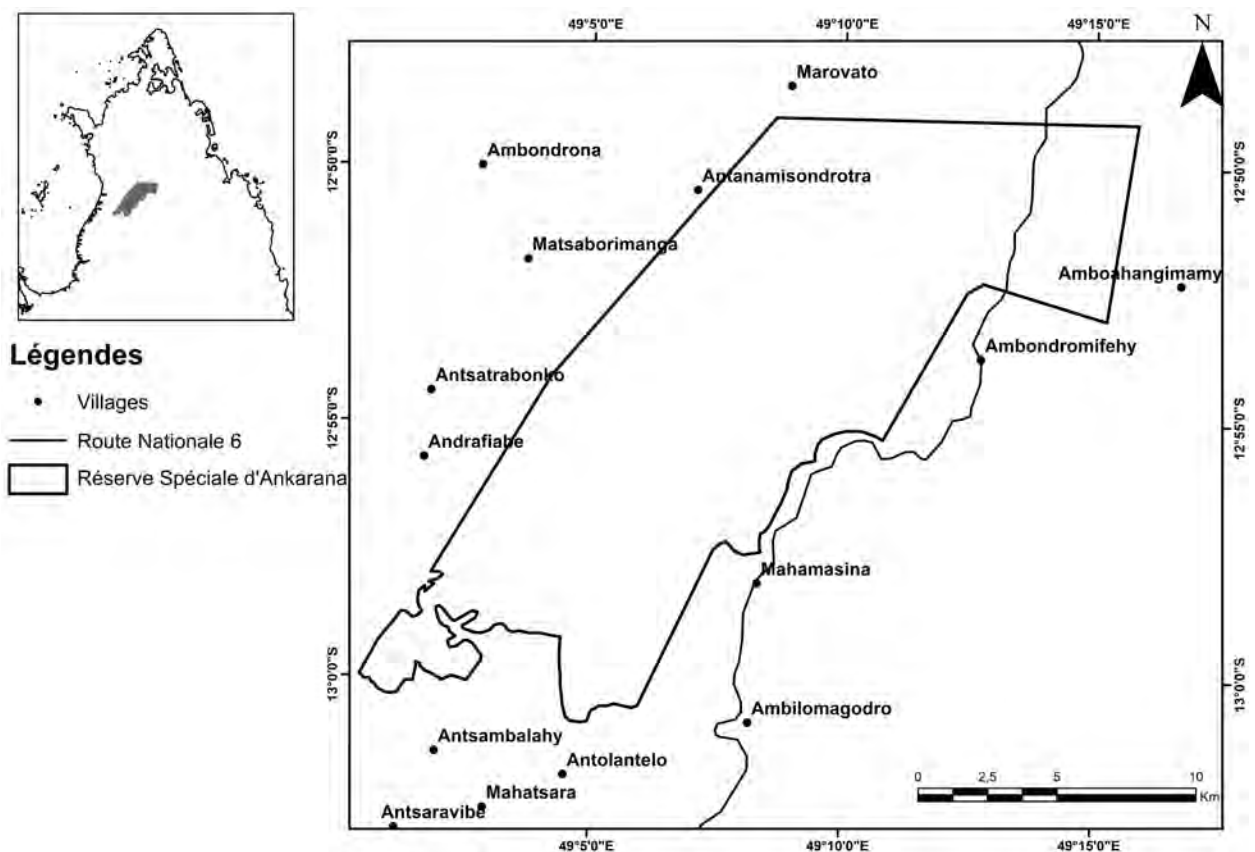 49°5'0"E
49°10'0"E
49°15'0"E
N
Marovato
Ambondrona
12°50'0"S
12°50'0"S
Antanamisondrotra
Matsaborimanga
Amboahangimamy
Légendes
Ambondromifehy
Villages
Antsatrabonko
Route Nationale 6
12°55'0"S
12°55'0"S
Andrafiabe
Réserve Spéciale d'Ankarana
Mahamasina
13°0'0"S
13°0'0"S
Ambilomagodro
Antsambalahy
Antolantelo
0 2,5 5 10
Km
Mahatsara
Antsaravibe
49°5'0"E
49°10'0"E
49°15'0"E